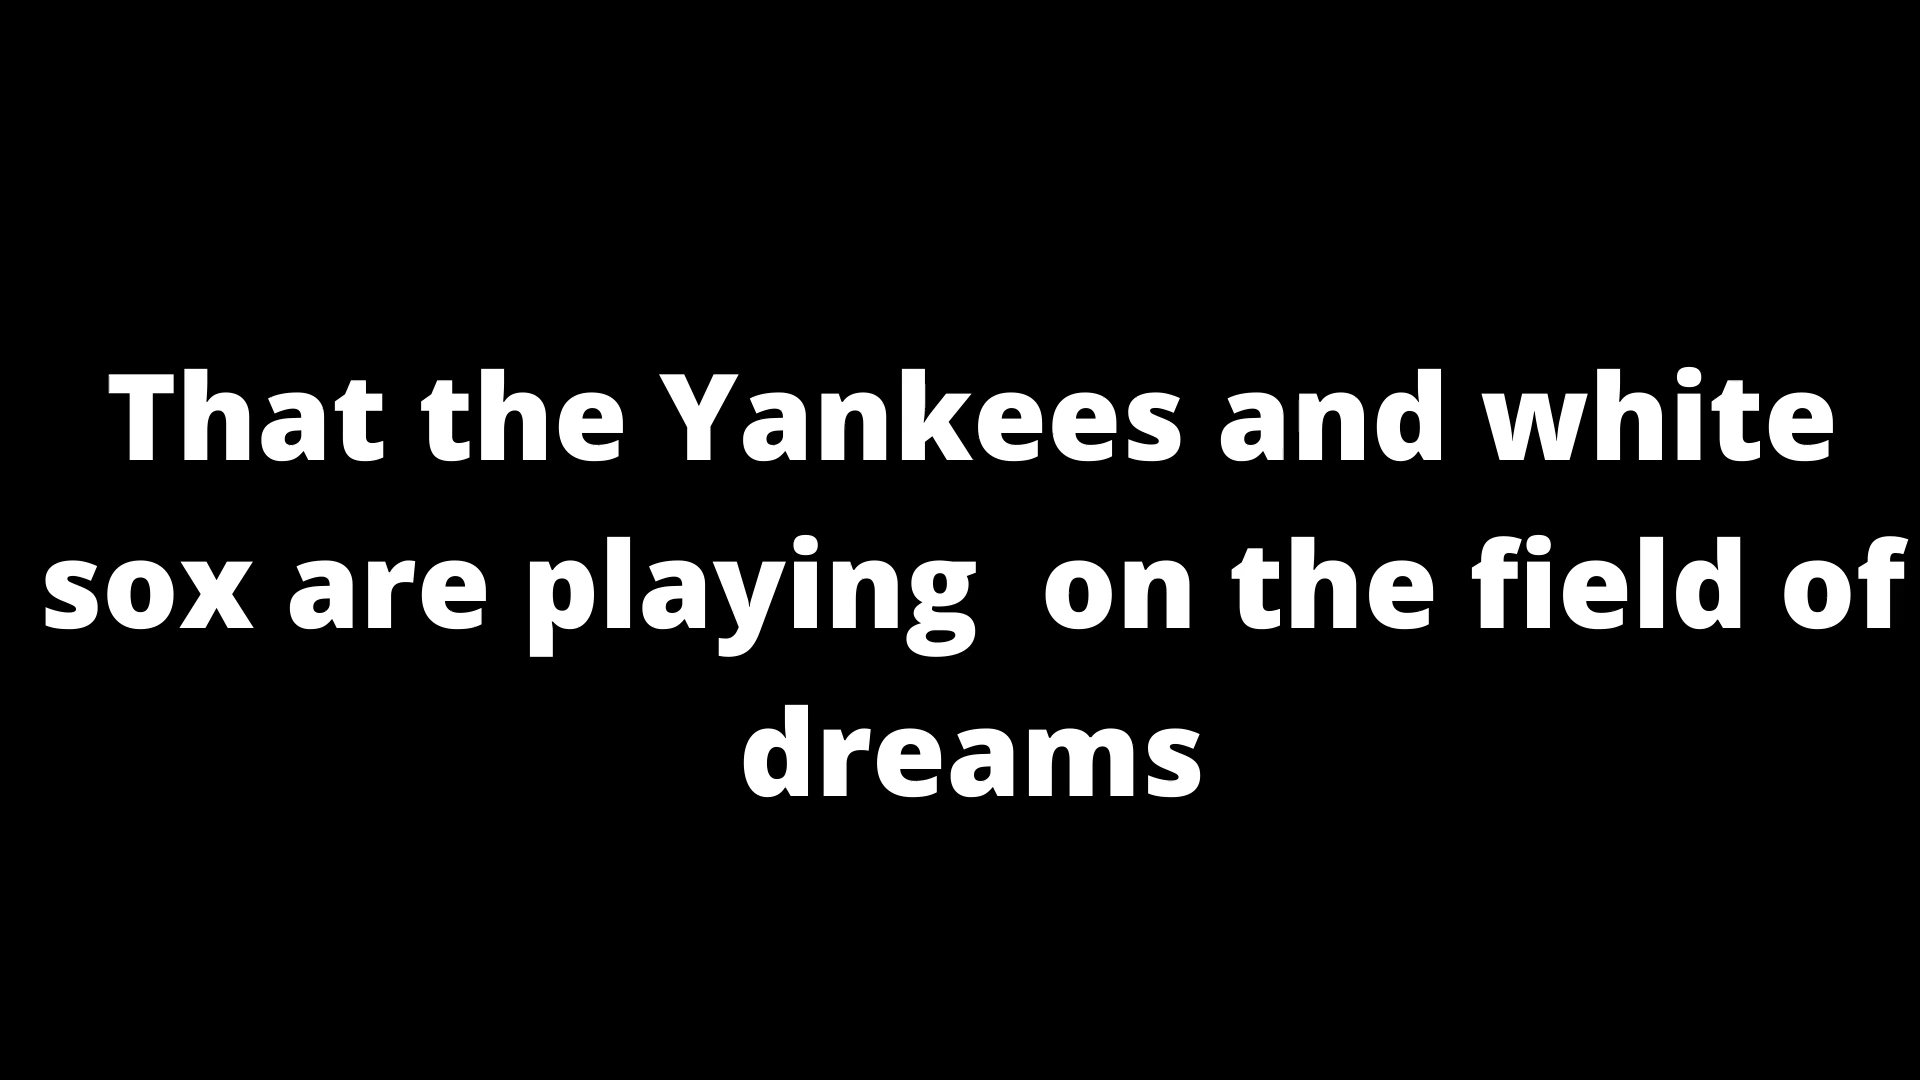 That the Yankees and white
sox are playing  on the field of
dreams